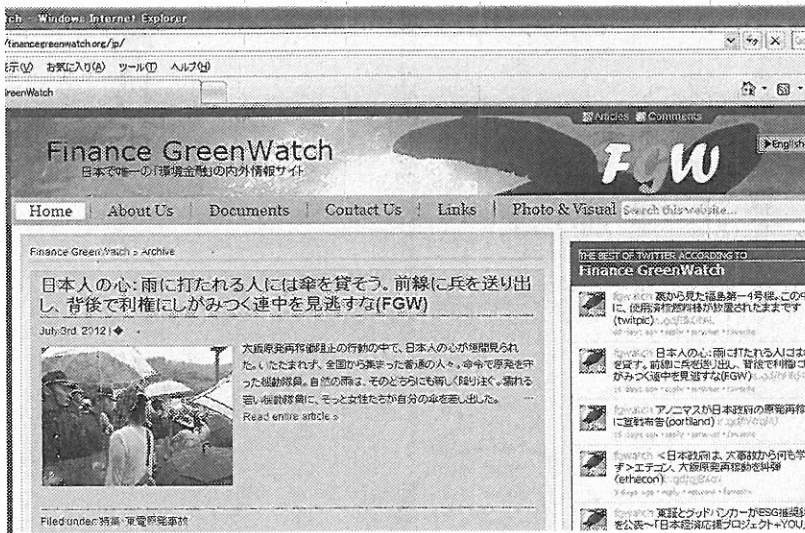 tch - Windows Internet Explorer
/financegreenwatch.org/jp/
表示(V) お気に入り(A) ツール(T) ヘルプ(H)
GreenWatch
Articles Comments
Finance GreenWatch
日本で唯一の「環境金融」の内外情報サイト
FGW
English
Home About Us Documents Contact Us Links Photo & Visual Search this website...
Finance GreenWatch » Archive
日本人の心:雨に打たれる人には傘を貸そう。前線に兵を送り出
し、背後で利権にしがみつく連中を見逃すな(FGW)
July 3rd, 2012 |
大飯原発再稼働阻止の行動の中で、日本人の心が垣間見られ
た。いたたまれず、全国から集まった普通の人々。命令で原発を守
った機動隊員。自然の雨は、そのどちらにも等しく降り注ぐ。濡れる
若い機動隊員に、そっと女性たちが自分の傘を差し出した。 ...
Read entire article »
Filed under: 特集・東電原発事故
THE BEST OF TWITTER ACCORDING TO
Finance GreenWatch
fgwatch 裏から見た福島第一4号機。この中
に、使用済核燃料棒が放置されたままです
(twitpic)
fgwatch 日本人の心:雨に打たれる人には
を貸す。前線に兵を送り出し、背後で利権に
がみつく連中を見逃すな(FGW)
fgwatch アノニマスが日本政府の原発再稼
に宣戦布告(portland)
fgwatch <日本政府は、大事故から何も学
ず>エテコン、大飯原発再稼動を糾弾
(ethecon)
9 days ago · reply · retweet · favorite
fgwatch 東証とグッドバンカーがESG推奨銘
を公表~「日本経済応援プロジェクト+YOU